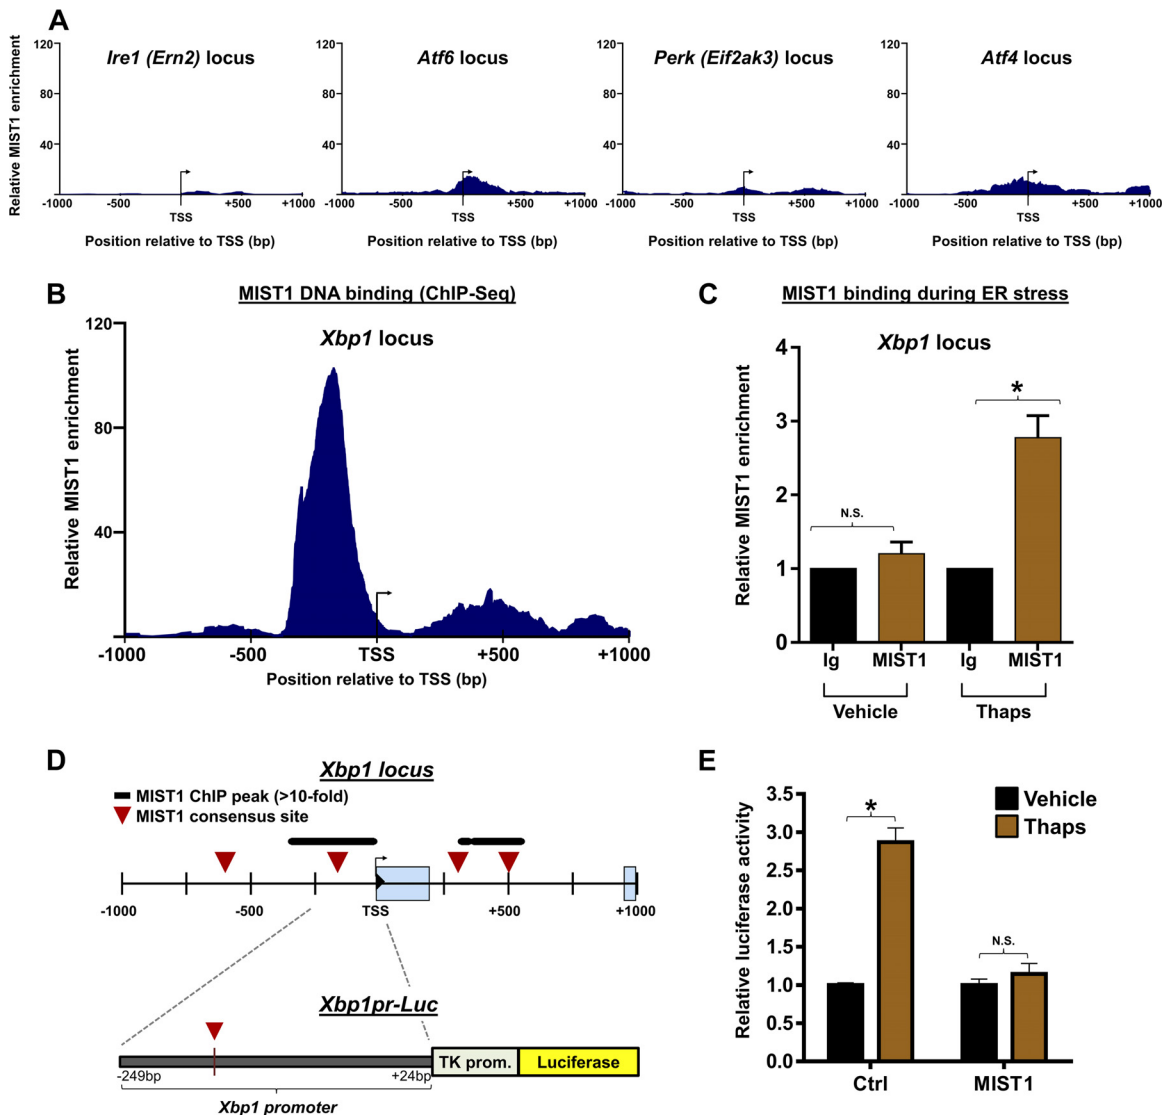 A
Relative MIST1 enrichment
Ire1 (Ern2) locus
120
80
40
-1000
-500
TSS
+500
+1000
Position relative to TSS (bp)
Atf6 locus
120
80
40
-1000
-500
TSS
+500
+1000
Position relative to TSS (bp)
Perk (Eif2ak3) locus
120
80
40
-1000
-500
TSS
+500
+1000
Position relative to TSS (bp)
Atf4 locus
120
80
40
-1000
-500
TSS
+500
+1000
Position relative to TSS (bp)
B
MIST1 DNA binding (ChIP-Seq)
Xbp1 locus
Relative MIST1 enrichment
120
80
40
-1000
-500
TSS
+500
+1000
Position relative to TSS (bp)
C
MIST1 binding during ER stress
Xbp1 locus
Relative MIST1 enrichment
4
3
2
1
0
N.S.
*
Ig
MIST1
Ig
MIST1
Vehicle
Thaps
D
Xbp1 locus
MIST1 ChIP peak (>10-fold)
MIST1 consensus site
-1000
-500
TSS
+500
+1000
Xbp1pr-Luc
TK prom.
Luciferase
-249bp
+24bp
Xbp1 promoter
E
Relative luciferase activity
3.5
3.0
2.5
2.0
1.5
1.0
0.5
0.0
Vehicle
Thaps
*
N.S.
Ctrl
MIST1